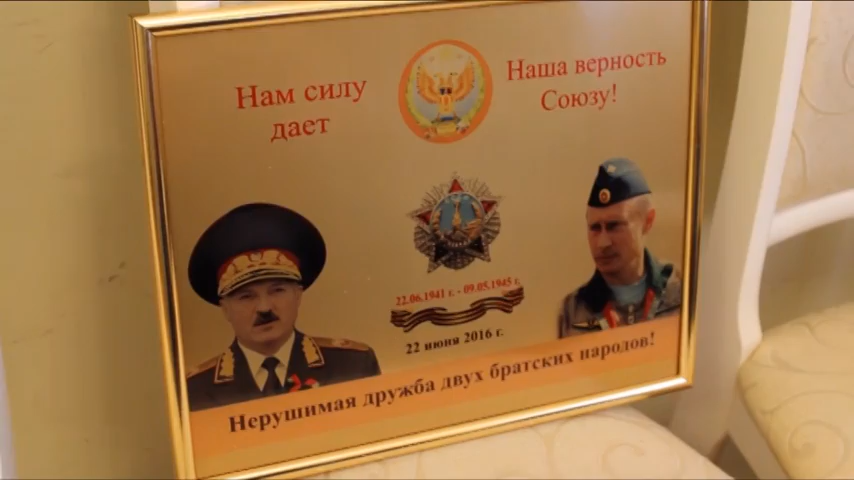 Нам силу
дает
Наша верность
Союзу!
22.06.1941 г. - 09.05.1945 г.
22 июня 2016 г.
Нерушимая дружба двух братских народов!